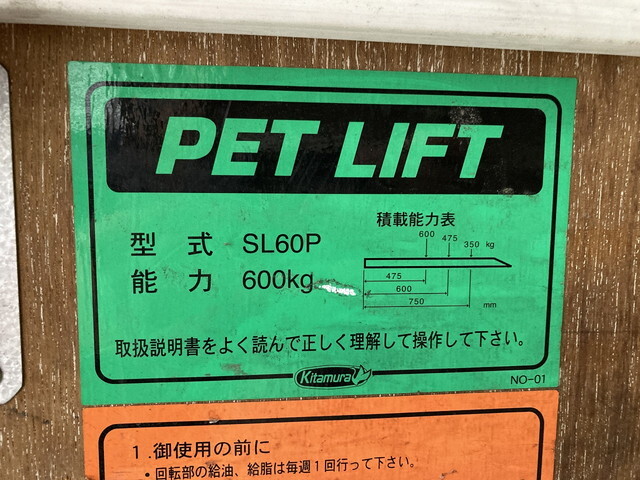 PET LIFT
型式 SL60P
能力 600kg
積載能力表
600 475 350 kg
475
600
750 mm
取扱説明書をよく読んで正しく理解して操作して下さい。
Kitamura
NO-01
1.御使用の前に
・回転部の給油、給脂は毎週1回行って下さい。